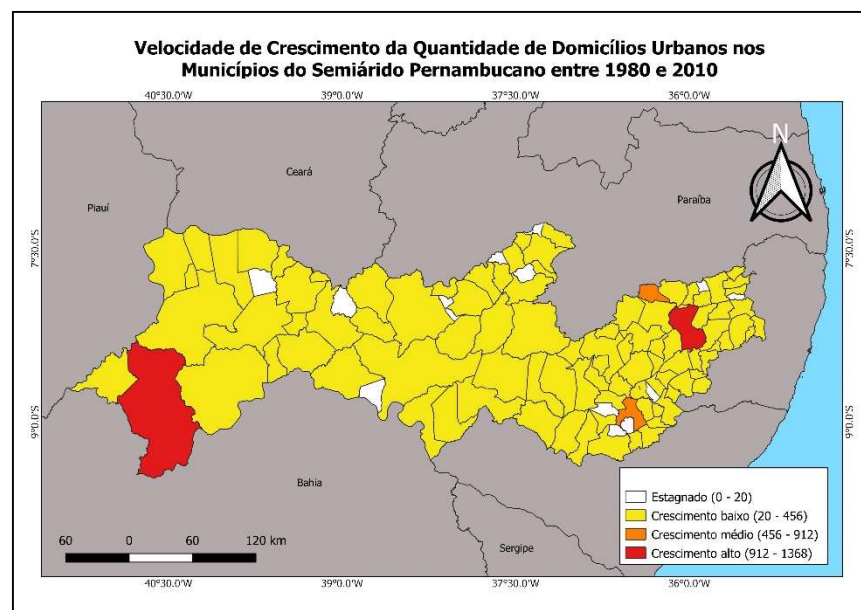 Velocidade de Crescimento da Quantidade de Domicílios Urbanos nos
Municípios do Semiárido Pernambucano entre 1980 e 2010
40°30.0'W 39°0.0'W 37°30.0'W 36°0.0'W
N
Ceará
Piauí
Paraíba
7°30.0'S 7°30.0'S
9°0.0'S 9°0.0'S
Bahia
Sergipe
Estagnado (0 - 20)
Crescimento baixo (20 - 456)
Crescimento médio (456 - 912)
Crescimento alto (912 - 1368)
60 0 60 120 km
40°30.0'W 39°0.0'W 37°30.0'W 36°0.0'W